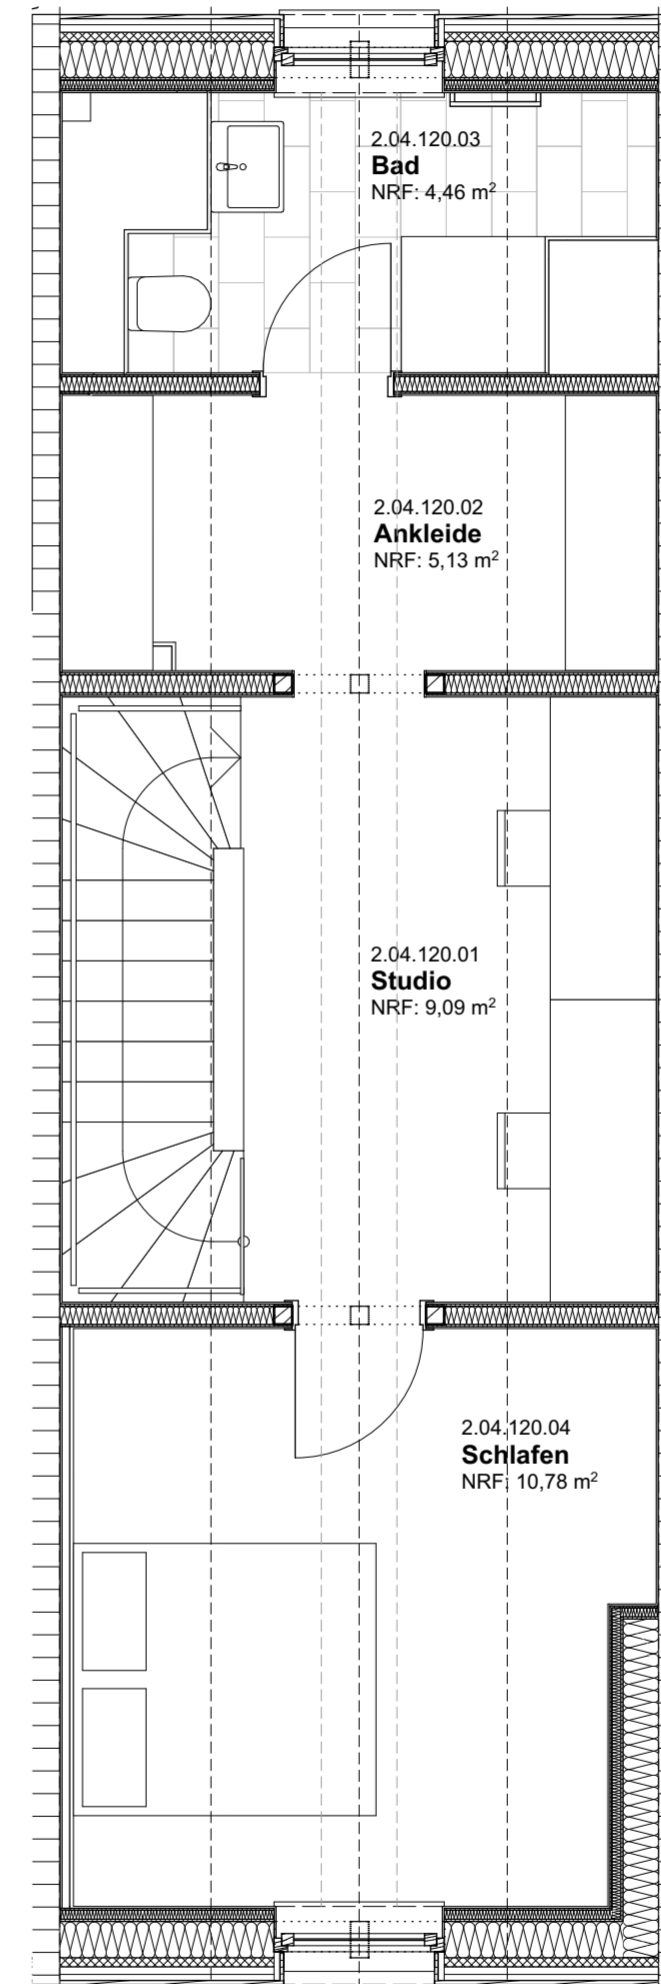 2.04.120.03
Bad
NRF: 4,46 m²
2.04.120.02
Ankleide
NRF: 5,13 m²
2.04.120.01
Studio
NRF: 9,09 m²
2.04.120.04
Schlafen
NRF: 10,78 m²